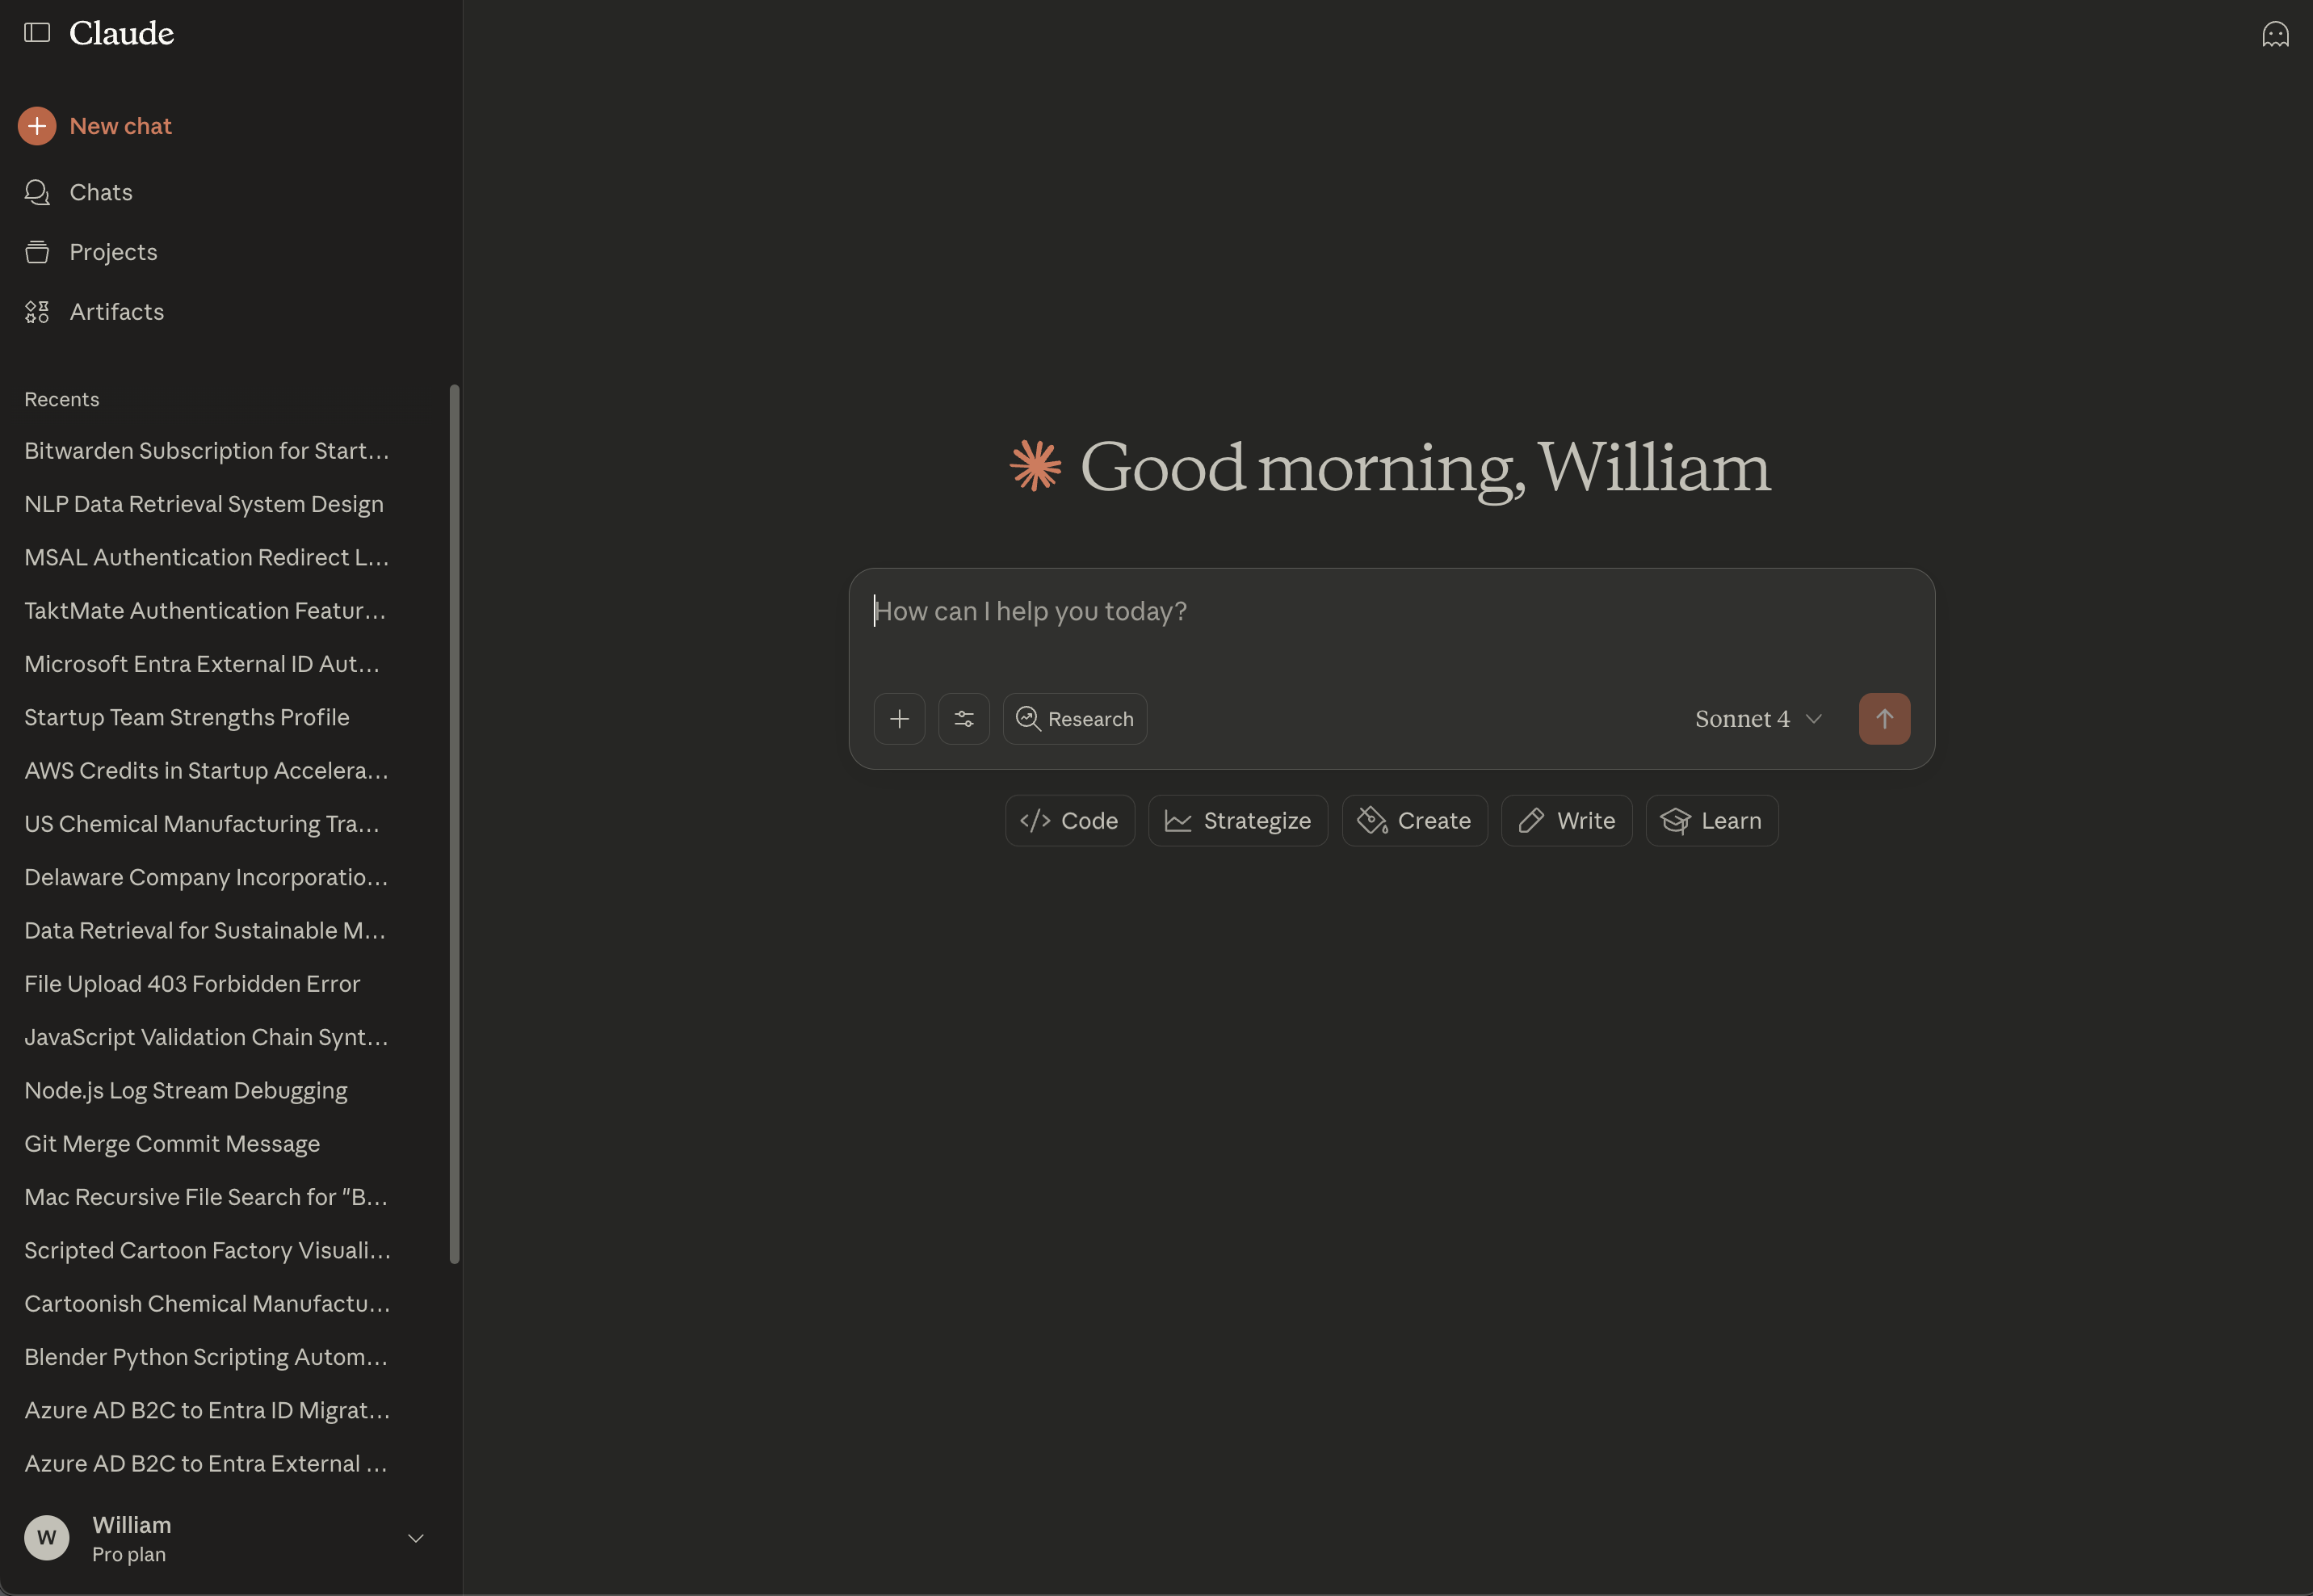 Claude
New chat
Chats
Projects
Artifacts
Recents
Bitwarden Subscription for Start...
NLP Data Retrieval System Design
MSAL Authentication Redirect L...
TaktMate Authentication Featur...
Microsoft Entra External ID Aut...
Startup Team Strengths Profile
AWS Credits in Startup Accelera...
US Chemical Manufacturing Tra...
Delaware Company Incorporatio...
Data Retrieval for Sustainable M...
File Upload 403 Forbidden Error
JavaScript Validation Chain Synt...
Node.js Log Stream Debugging
Git Merge Commit Message
Mac Recursive File Search for "B...
Scripted Cartoon Factory Visuali...
Cartoonish Chemical Manufactu...
Blender Python Scripting Autom...
Azure AD B2C to Entra ID Migrat...
Azure AD B2C to Entra External ...
W
William
Pro plan
Good morning, William
How can I help you today?
Research
Sonnet 4
Code
Strategize
Create
Write
Learn